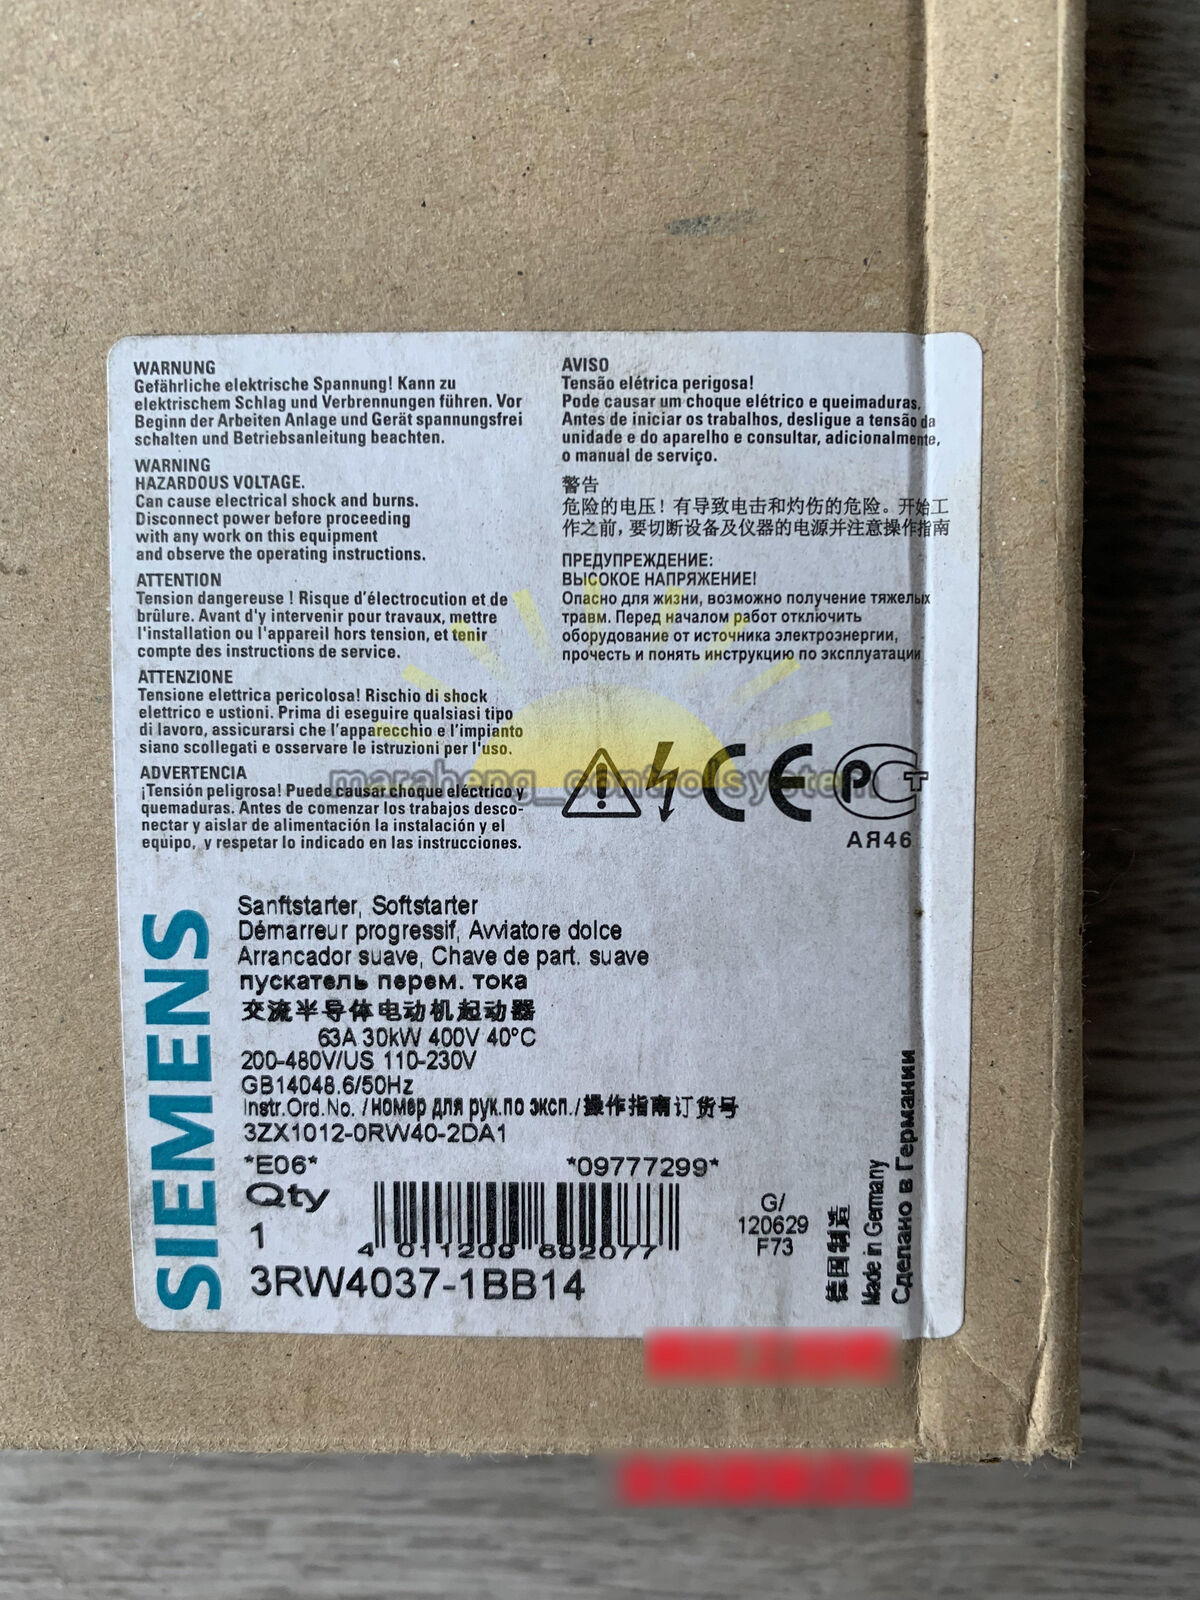 WARNUNG
Gefährliche elektrische Spannung! Kann zu
elektrischem Schlag und Verbrennungen führen. Vor
Beginn der Arbeiten Anlage und Gerät spannungsfrei
schalten und Betriebsanleitung beachten.
WARNING
HAZARDOUS VOLTAGE.
Can cause electrical shock and burns.
Disconnect power before proceeding
with any work on this equipment
and observe the operating instructions.
ATTENTION
Tension dangereuse ! Risque d'électrocution et de
brûlure. Avant d'y intervenir pour travaux, mettre
l'installation ou l'appareil hors tension, et tenir
compte des instructions de service.
ATTENZIONE
Tensione elettrica pericolosa! Rischio di shock
elettrico e ustioni. Prima di eseguire qualsiasi tipo
di lavoro, assicurarsi che l'apparecchio e l'impianto
siano scollegati e osservare le istruzioni per l'uso.
ADVERTENCIA
¡Tensión peligrosa! Puede causar choque eléctrico y
quemaduras. Antes de comenzar los trabajos desco-
nectar y aislar de alimentación la instalación y el
equipo, y respetar lo indicado en las instrucciones.
AVISO
Tensão elétrica perigosa!
Pode causar um choque elétrico e queimaduras.
Antes de iniciar os trabalhos, desligue a tensão da
unidade e do aparelho e consultar, adicionalmente,
o manual de serviço.
警告
危险的电压！有导致电击和灼伤的危险。开始工
作之前，要切断设备及仪器的电源并注意操作指南
ПРЕДУПРЕЖДЕНИЕ:
ВЫСОКОЕ НАПРЯЖЕНИЕ!
Опасно для жизни, возможно получение тяжелых
травм. Перед началом работ отключить
оборудование от источника электроэнергии,
прочесть и понять инструкцию по эксплуатации
maraheng_controllsystem
CE
РСТ
АЯ46
SIEMENS
Sanftstarter, Softstarter
Démarreur progressif, Avviatore dolce
Arrancador suave, Chave de part. suave
пускатель перем. тока
交流半导体电动机起动器
63A 30kW 400V 40°C
200-480V/US 110-230V
GB14048.6/50Hz
Instr.Ord.No. /номер для рук.по эксп./操作指南订货号
3ZX1012-0RW40-2DA1
*E06* *09777299*
Qty
1
4 011209 692077
3RW4037-1BB14
G/
120629
F73
德国制造
Made in Germany
Сделано в Германии